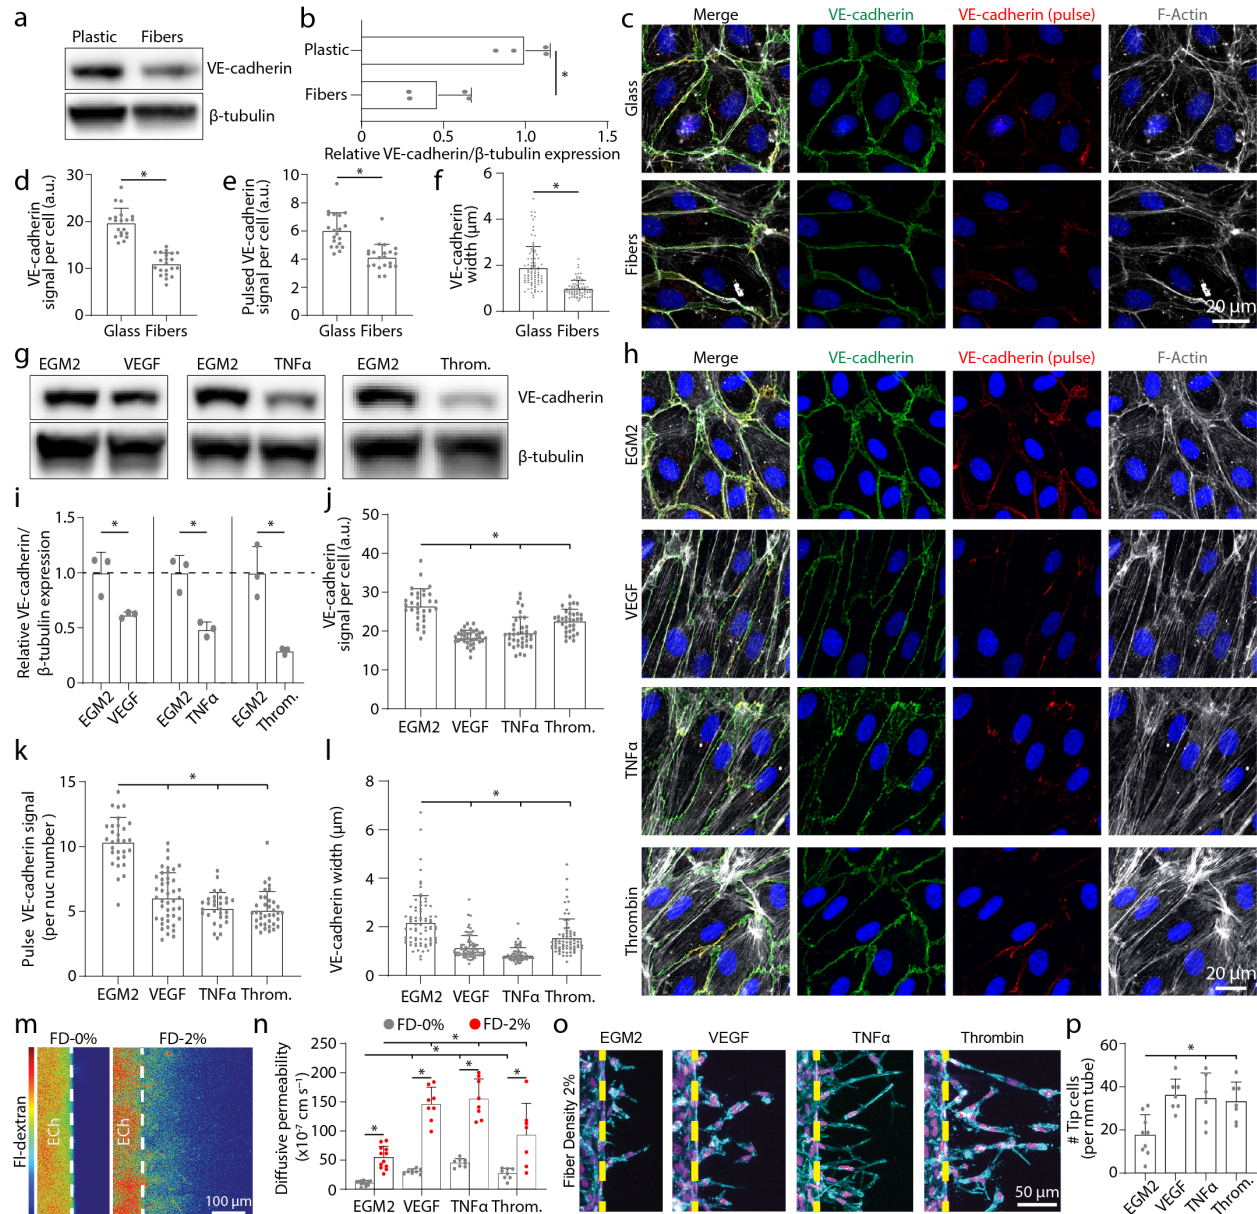 a
Plastic Fibers
VE-cadherin
β-tubulin
b
Plastic
Fibers
*
0 0.5 1.0 1.5
Relative VE-cadherin/β-tubulin expression
c
Merge VE-cadherin VE-cadherin (pulse) F-Actin
Glass
Fibers
20 µm
d
VE-cadherin
signal per cell (a.u.)
30
20
10
0
*
Glass Fibers
e
Pulsed VE-cadherin
signal per cell (a.u.)
10
8
6
4
2
0
*
Glass Fibers
f
VE-cadherin
width (µm)
6
4
2
0
*
Glass Fibers
g
EGM2 VEGF EGM2 TNFα EGM2 Throm.
VE-cadherin
β-tubulin
h
Merge VE-cadherin VE-cadherin (pulse) F-Actin
EGM2
VEGF
TNFα
Thrombin
20 µm
i
Relative VE-cadherin/
β-tubulin expression
1.5
1.0
0.5
0
* * *
EGM2 VEGF EGM2 TNFα EGM2 Throm.
j
VE-cadherin
signal per cell (a.u.)
50
40
30
20
10
0
*
EGM2 VEGF TNFα Throm.
k
Pulse VE-cadherin signal
(per nuc number)
15
10
5
0
*
EGM2 VEGF TNFα Throm.
l
VE-cadherin width (µm)
8
6
4
2
0
*
EGM2 VEGF TNFα Throm.
m
FD-0% FD-2%
Fl-dextran
ECh ECh
100 µm
n
FD-0% FD-2%
Diffusive permeability
(x10⁻⁷ cm s⁻¹)
250
200
150
100
50
0
*
*
* * * *
EGM2 VEGF TNFα Throm.
o
EGM2 VEGF TNFα Thrombin
Fiber Density 2%
50 µm
p
# Tip cells
(per mm tube)
60
40
20
0
*
EGM2 VEGF TNFα Throm.